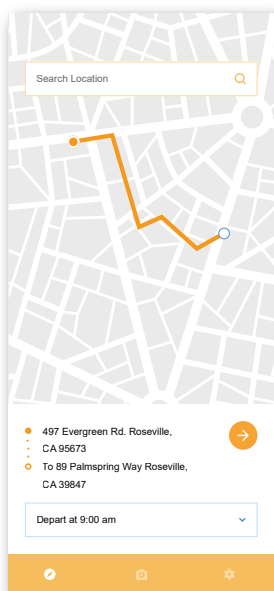 Search Location
497 Evergreen Rd. Roseville,
CA 95673
To 89 Palmspring Way Roseville,
CA 39847
Depart at 9:00 am